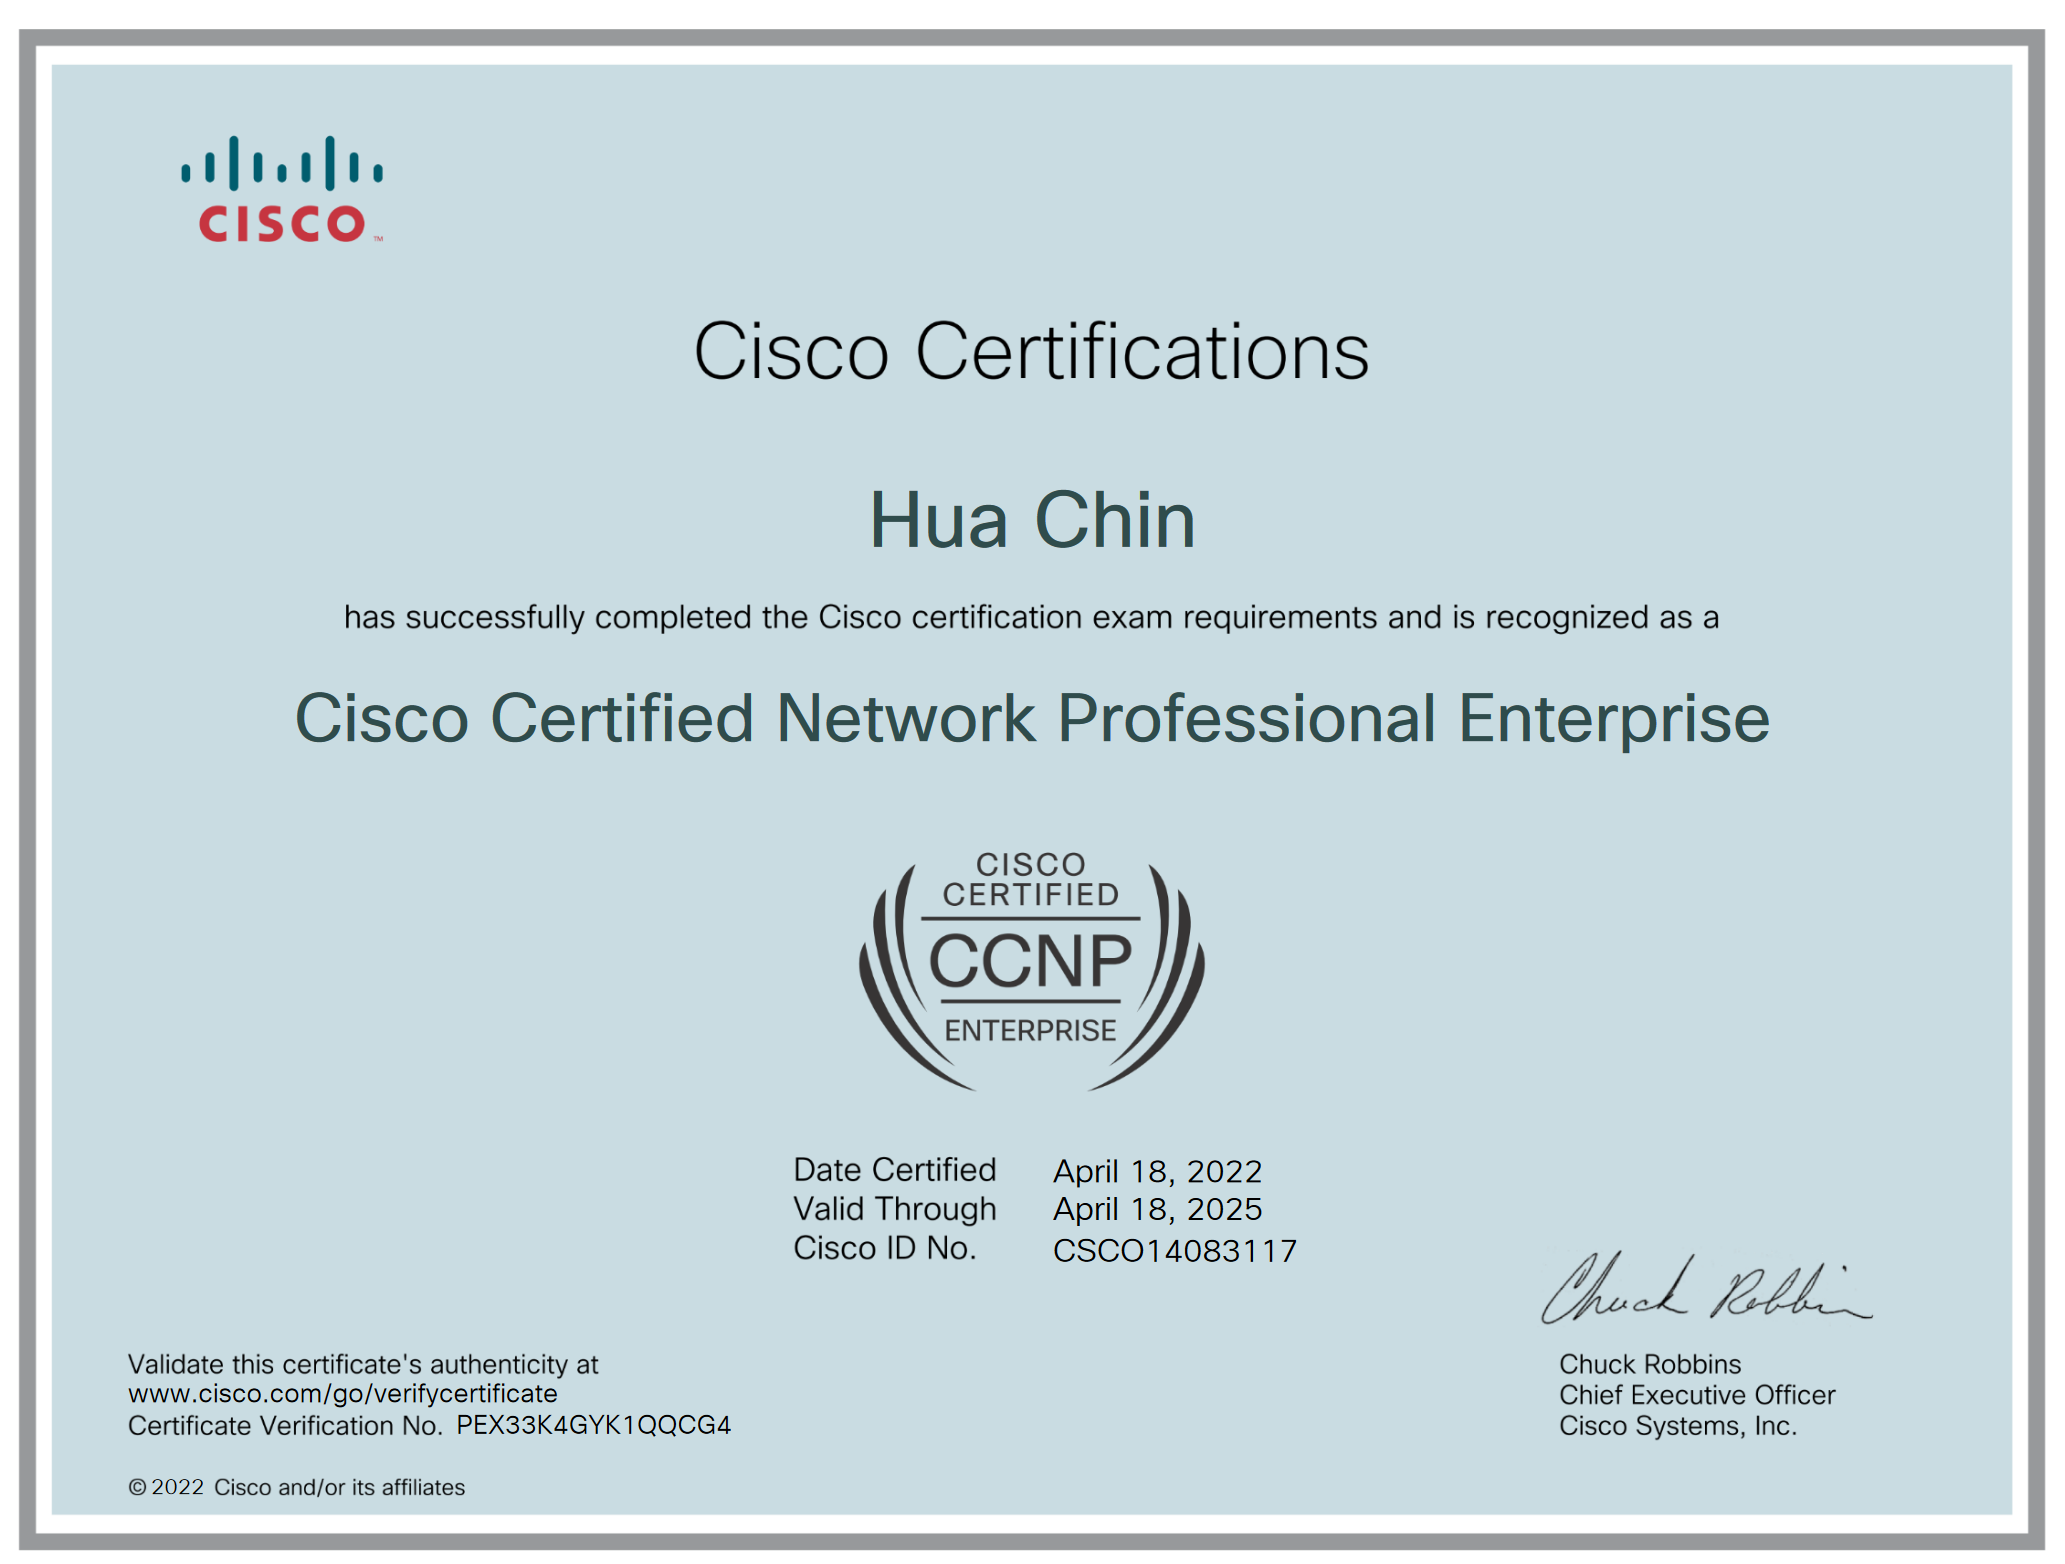 CISCO™
Cisco Certifications
Hua Chin
has successfully completed the Cisco certification exam requirements and is recognized as a
Cisco Certified Network Professional Enterprise
CISCO
CERTIFIED
CCNP
ENTERPRISE
Date Certified April 18, 2022
Valid Through April 18, 2025
Cisco ID No. CSCO14083117
Chuck Robbins
Validate this certificate's authenticity at
www.cisco.com/go/verifycertificate
Certificate Verification No. PEX33K4GYK1QQCG4
© 2022 Cisco and/or its affiliates
Chuck Robbins
Chief Executive Officer
Cisco Systems, Inc.